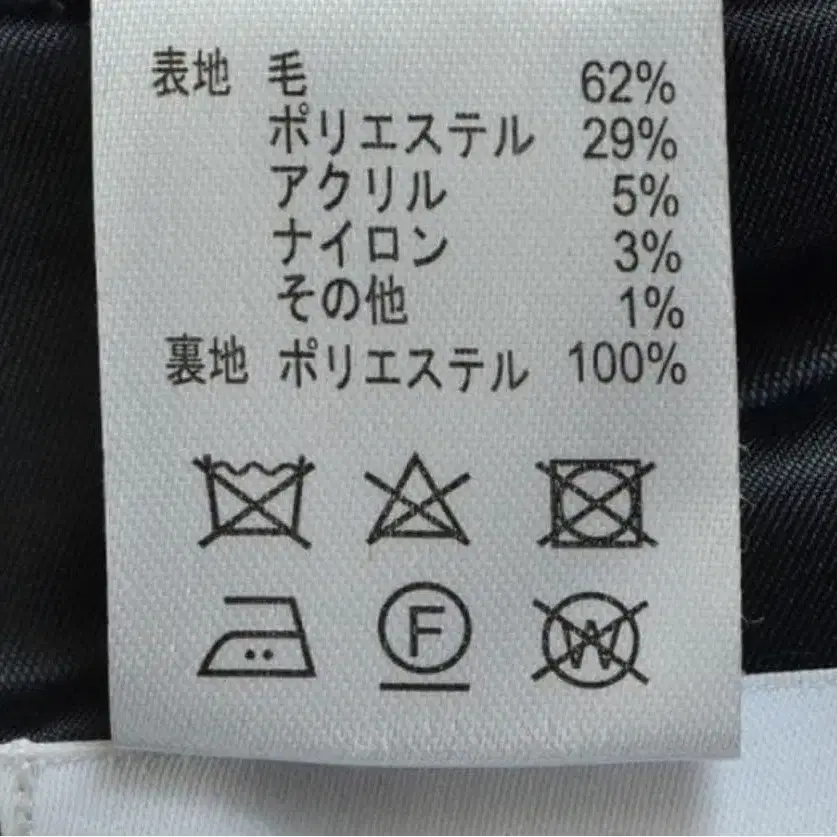 表地 毛 62%
ポリエステル 29%
アクリル 5%
ナイロン 3%
その他 1%
裏地 ポリエステル 100%
F W